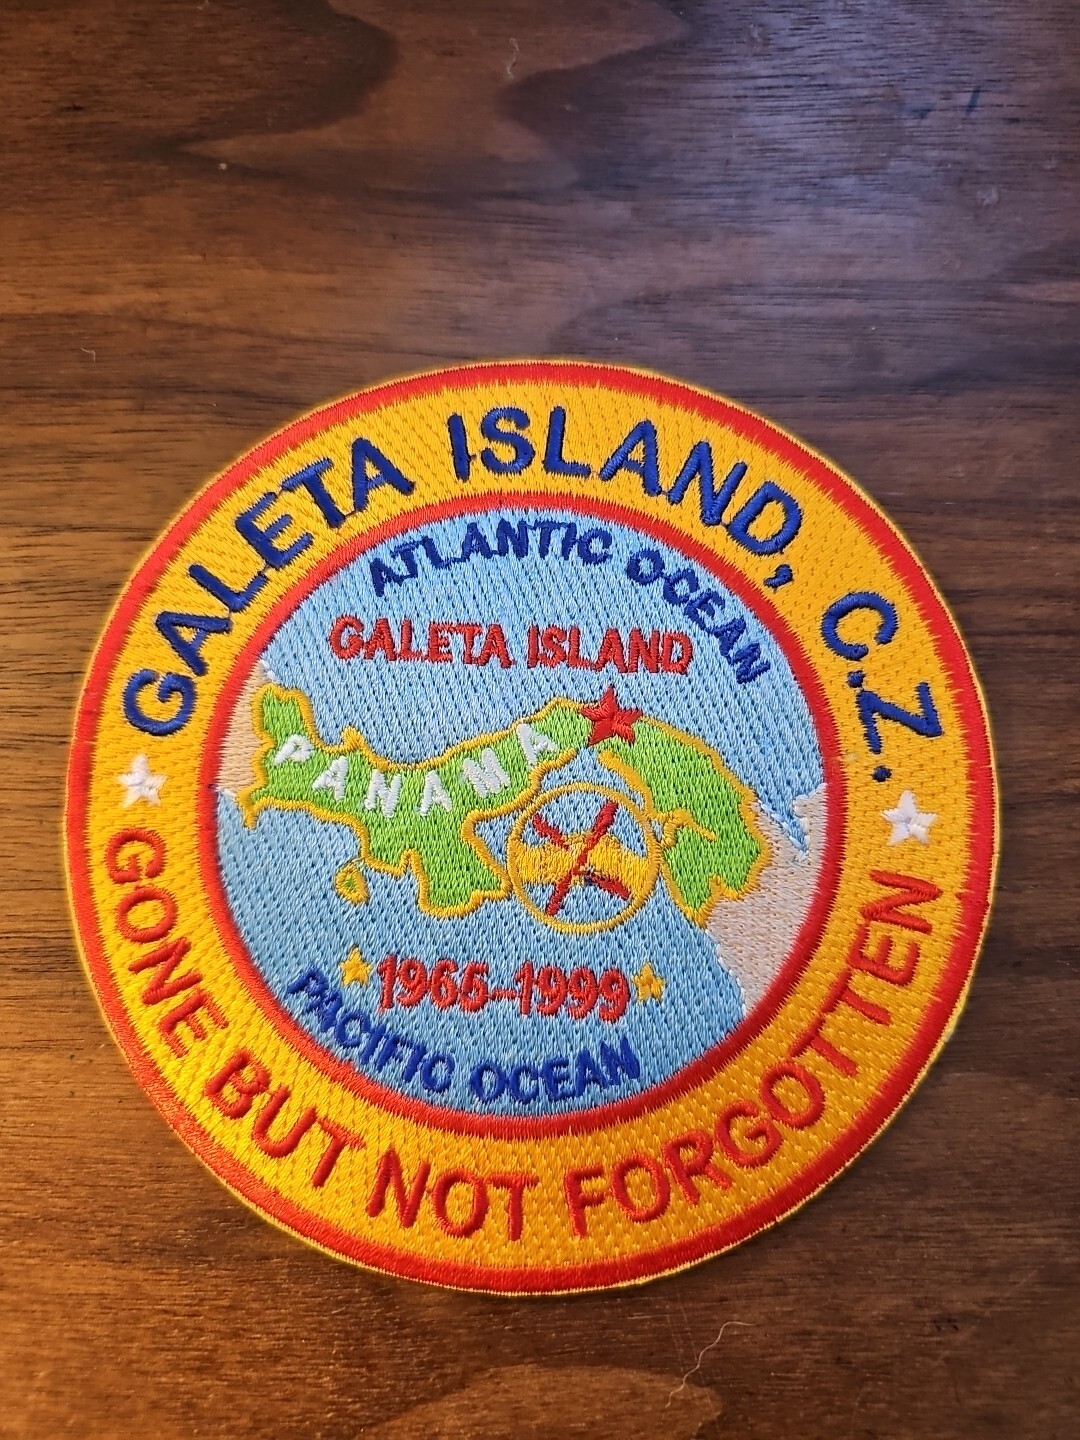 GALETA ISLAND, C.Z.
ATLANTIC OCEAN
GALETA ISLAND
PANAMA
1965-1999
PACIFIC OCEAN
GONE BUT NOT FORGOTTEN